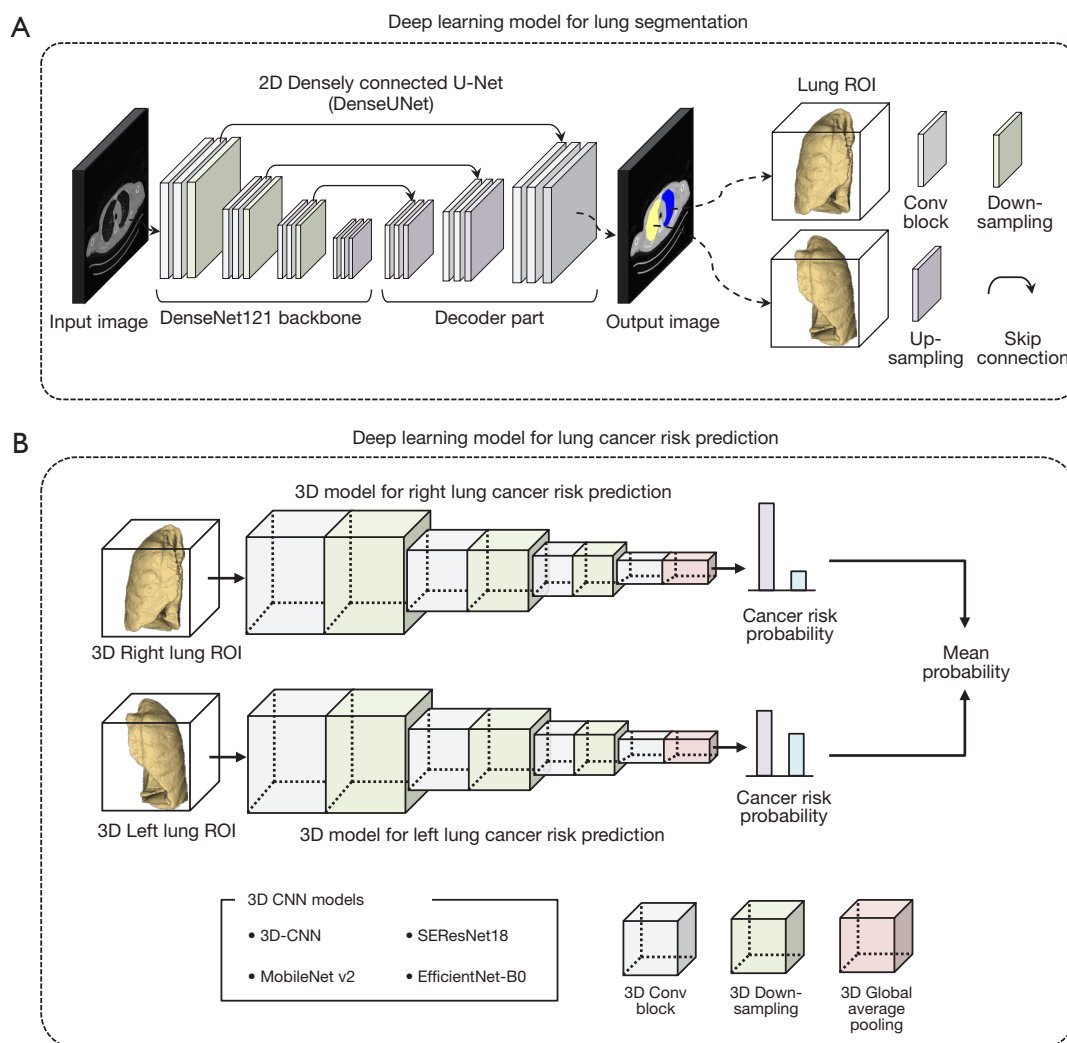 A
Deep learning model for lung segmentation
2D Densely connected U-Net
(DenseUNet)
Lung ROI
Conv
block
Down-
sampling
Input image
DenseNet121 backbone
Decoder part
Output image
Up-
sampling
Skip
connection
B
Deep learning model for lung cancer risk prediction
3D model for right lung cancer risk prediction
3D Right lung ROI
Cancer risk
probability
Mean
probability
3D Left lung ROI
3D model for left lung cancer risk prediction
Cancer risk
probability
3D CNN models
• 3D-CNN
• SEResNet18
• MobileNet v2
• EfficientNet-B0
3D Conv
block
3D Down-
sampling
3D Global
average
pooling